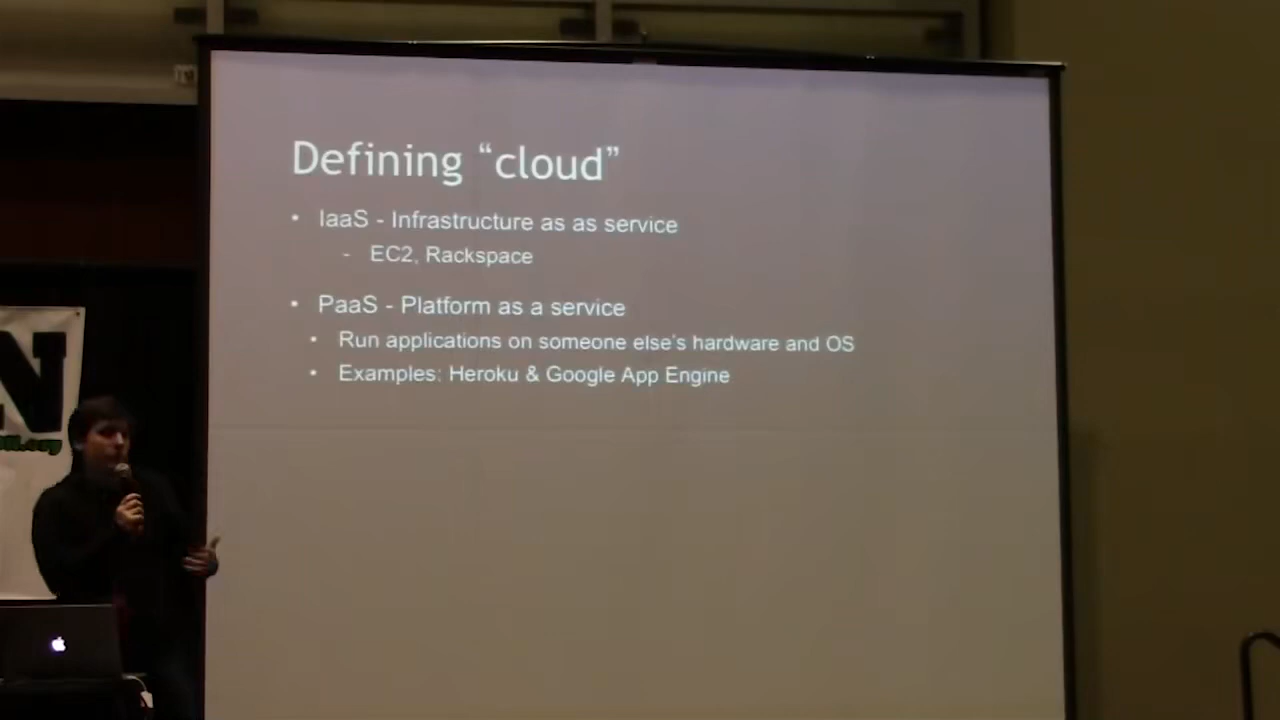 Defining “cloud”
• IaaS - Infrastructure as as service
- EC2, Rackspace
• PaaS - Platform as a service
• Run applications on someone else's hardware and OS
• Examples: Heroku & Google App Engine
N
.org